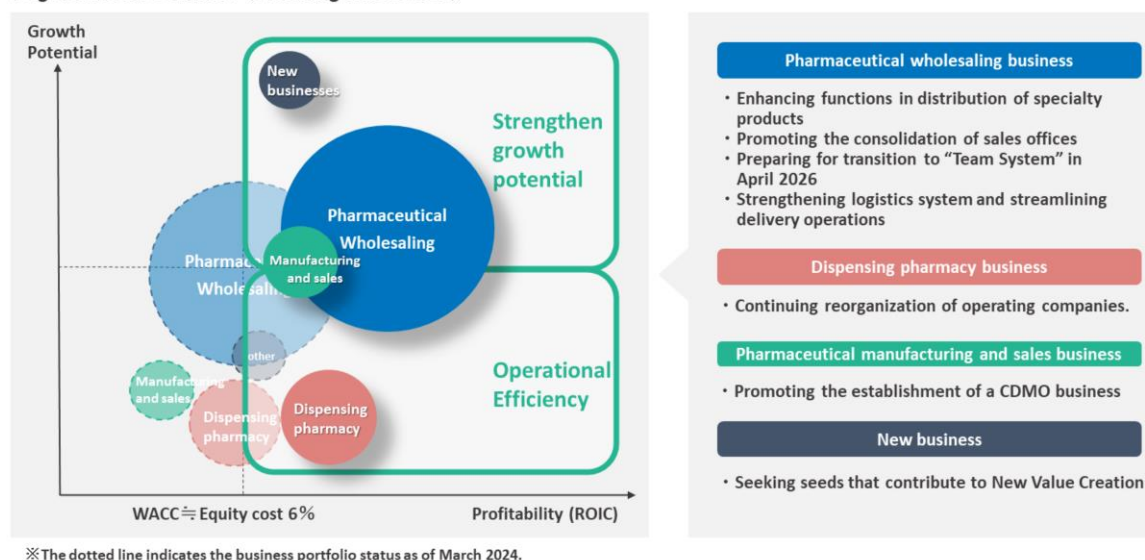 Growth
Potential
New
businesses
Strengthen
growth
potential
Pharmaceutical
Wholesaling
Manufacturing
and sales
other
Manufacturing
and sales
Dispensing
pharmacy
Dispensing
pharmacy
Operational
Efficiency
WACC≒Equity cost 6%
Profitability (ROIC)
※The dotted line indicates the business portfolio status as of March 2024.
Pharmaceutical wholesaling business
・Enhancing functions in distribution of specialty
products
・Promoting the consolidation of sales offices
・Preparing for transition to “Team System” in
April 2026
・Strengthening logistics system and streamlining
delivery operations
Dispensing pharmacy business
・Continuing reorganization of operating companies.
Pharmaceutical manufacturing and sales business
・Promoting the establishment of a CDMO business
New business
・Seeking seeds that contribute to New Value Creation